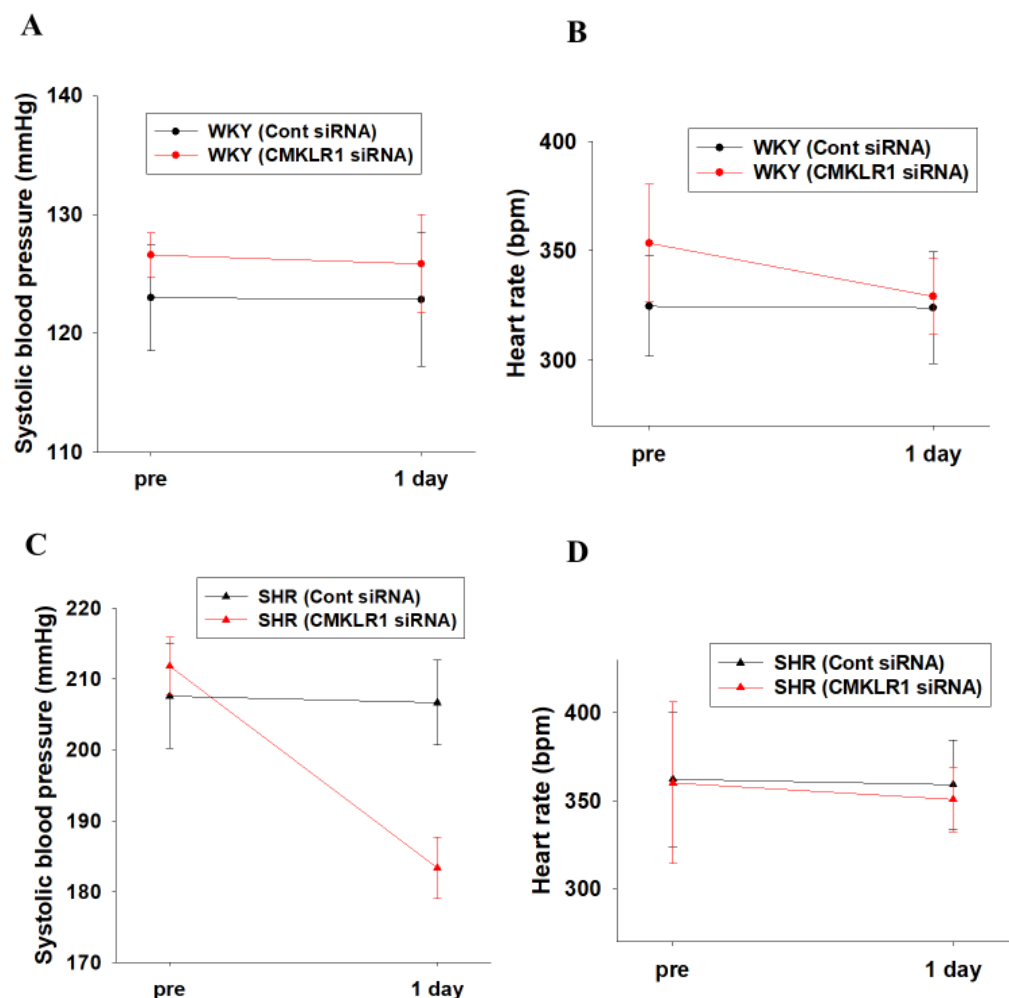 A
Systolic blood pressure (mmHg)
140
130
120
110
WKY (Cont siRNA)
WKY (CMKLR1 siRNA)
pre 1 day
B
Heart rate (bpm)
400
350
300
WKY (Cont siRNA)
WKY (CMKLR1 siRNA)
pre 1 day
C
Systolic blood pressure (mmHg)
220
210
200
190
180
170
SHR (Cont siRNA)
SHR (CMKLR1 siRNA)
pre 1 day
D
Heart rate (bpm)
400
350
300
SHR (Cont siRNA)
SHR (CMKLR1 siRNA)
pre 1 day